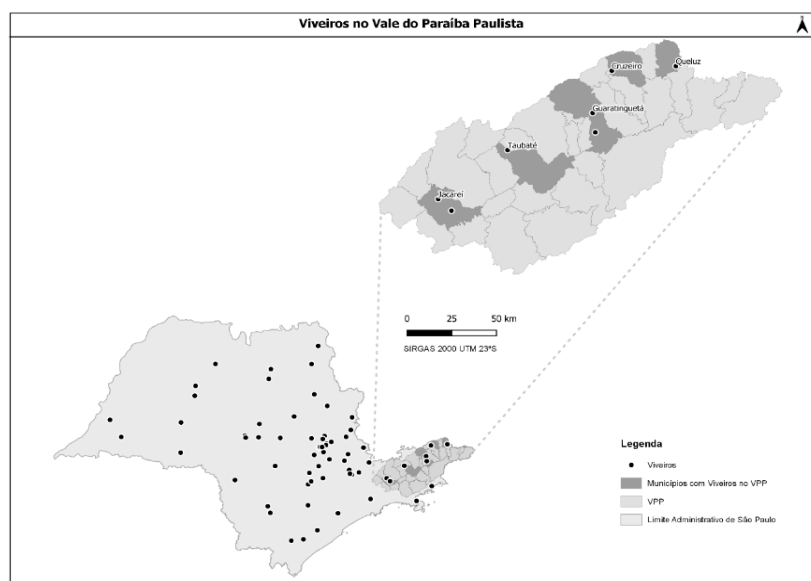 Viveiros no Vale do Paraíba Paulista
Cruzeiro
Queluz
Guaratinguetá
Taubaté
Jacareí
0 25 50 km
SIRGAS 2000 UTM 23°S
Legenda
Viveiros
Municípios com Viveiros no VPP
VPP
Limite Administrativo de São Paulo